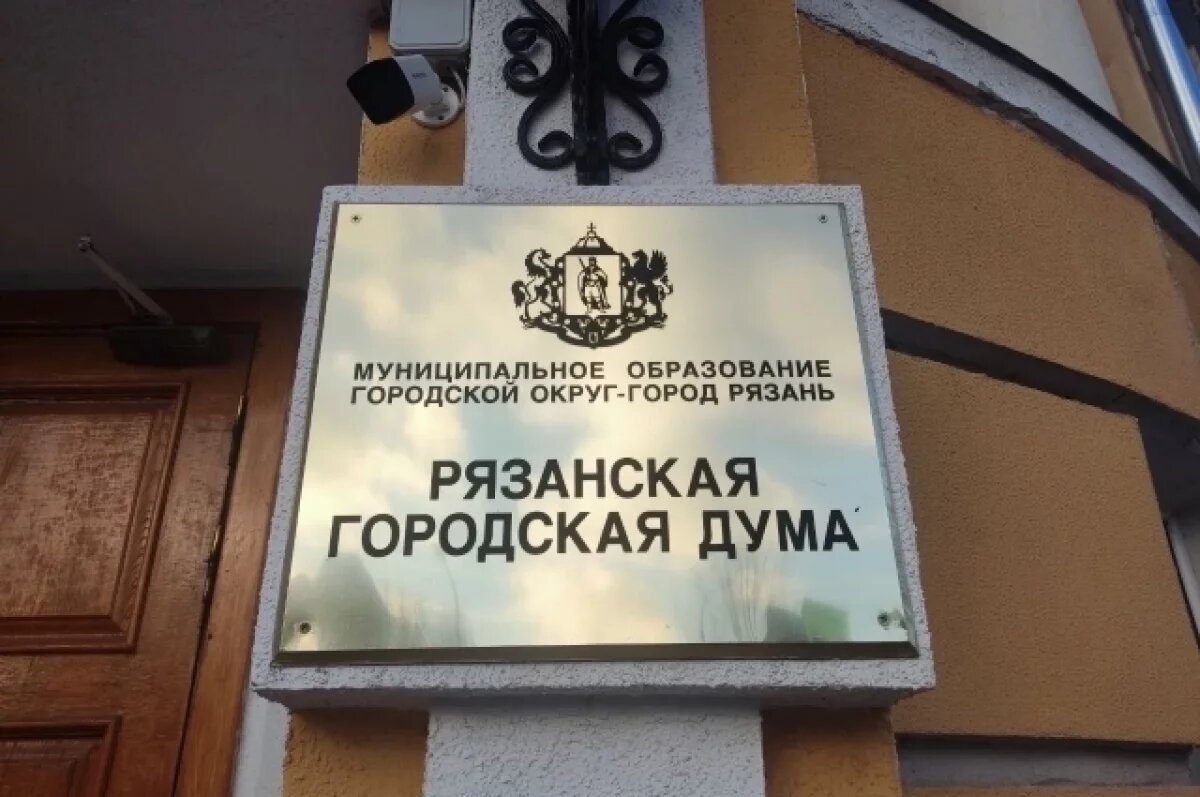 МУНИЦИПАЛЬНОЕ ОБРАЗОВАНИЕ
ГОРОДСКОЙ ОКРУГ-ГОРОД РЯЗАНЬ
РЯЗАНСКАЯ
ГОРОДСКАЯ ДУМА